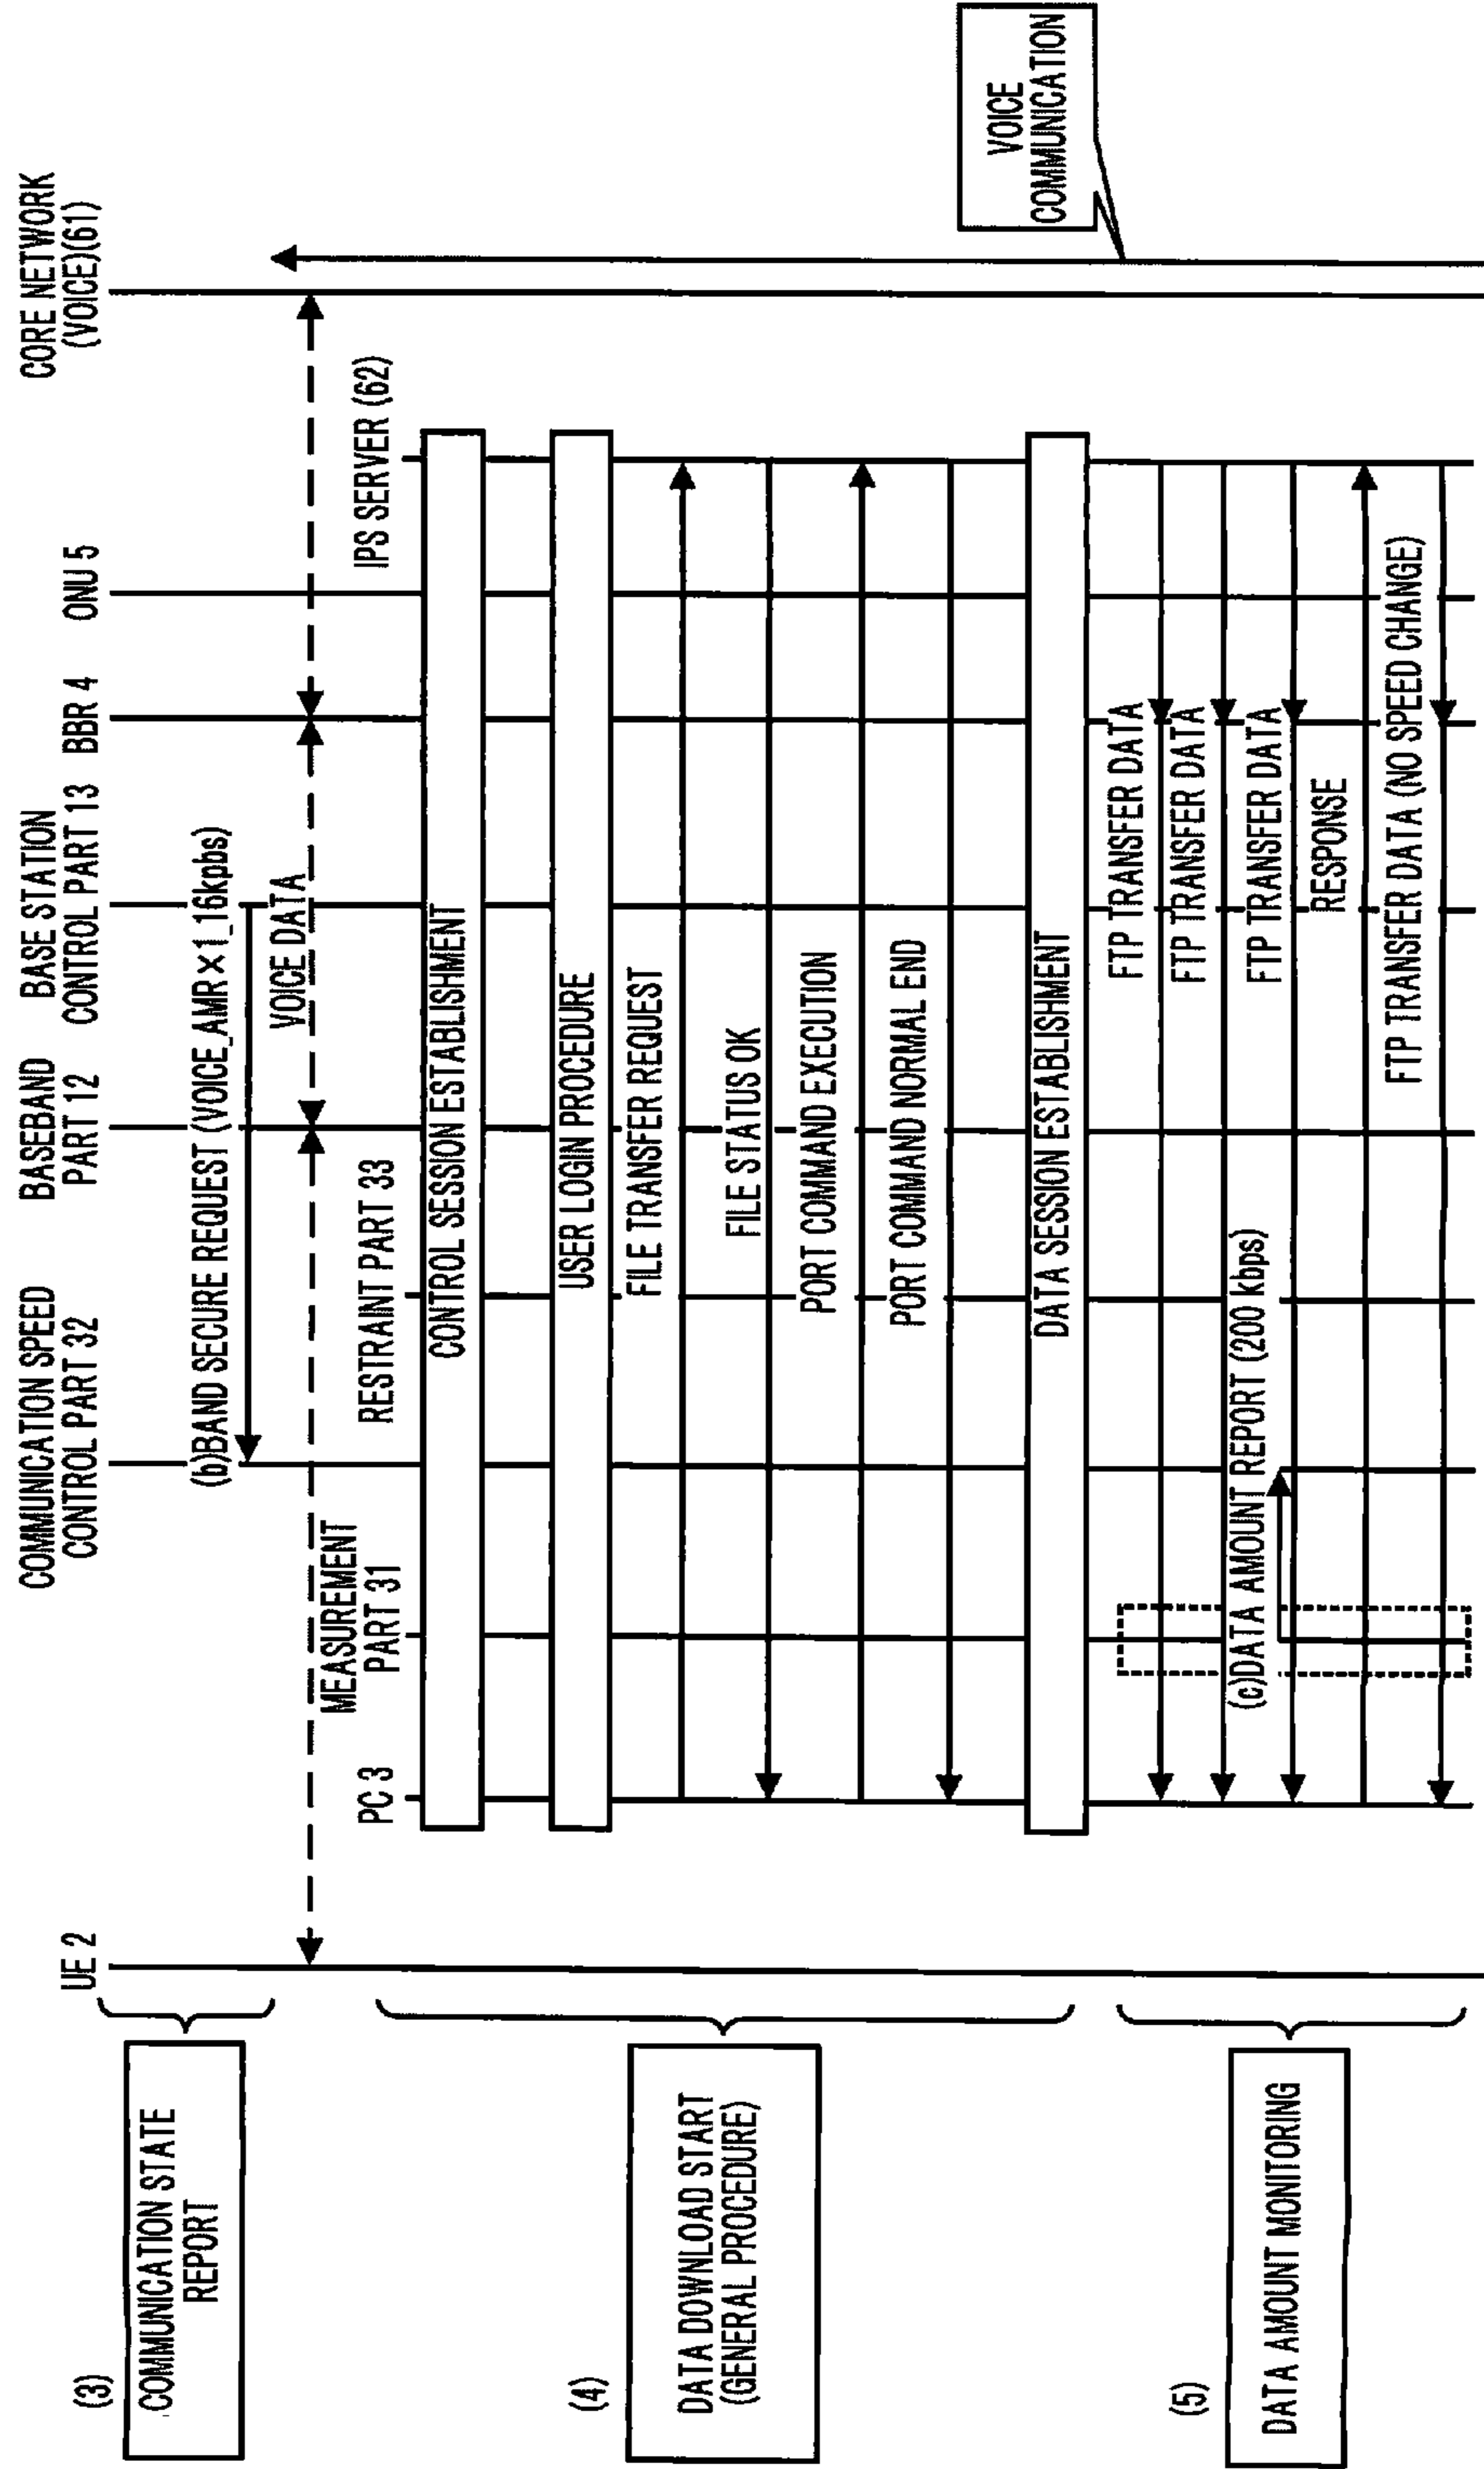 UE 2
COMMUNICATION SPEED
CONTROL PART 32
BASEBAND
PART 12
BASE STATION
CONTROL PART 13
BBR 4
ONU 5
CORE NETWORK
(VOICE)(61)
(3)
COMMUNICATION STATE
REPORT
(b)BAND SECURE REQUEST (VOICE_AMR×1_16kpbs)
VOICE DATA
PC 3
MEASUREMENT
PART 31
RESTRAINT PART 33
IPS SERVER (62)
(4)
DATA DOWNLOAD START
(GENERAL PROCEDURE)
CONTROL SESSION ESTABLISHMENT
USER LOGIN PROCEDURE
FILE TRANSFER REQUEST
FILE STATUS OK
PORT COMMAND EXECUTION
PORT COMMAND NORMAL END
DATA SESSION ESTABLISHMENT
VOICE
COMMUNICATION
(5)
DATA AMOUNT MONITORING
FTP TRANSFER DATA
FTP TRANSFER DATA
(c)DATA AMOUNT REPORT (200 kbps)
FTP TRANSFER DATA
RESPONSE
FTP TRANSFER DATA (NO SPEED CHANGE)